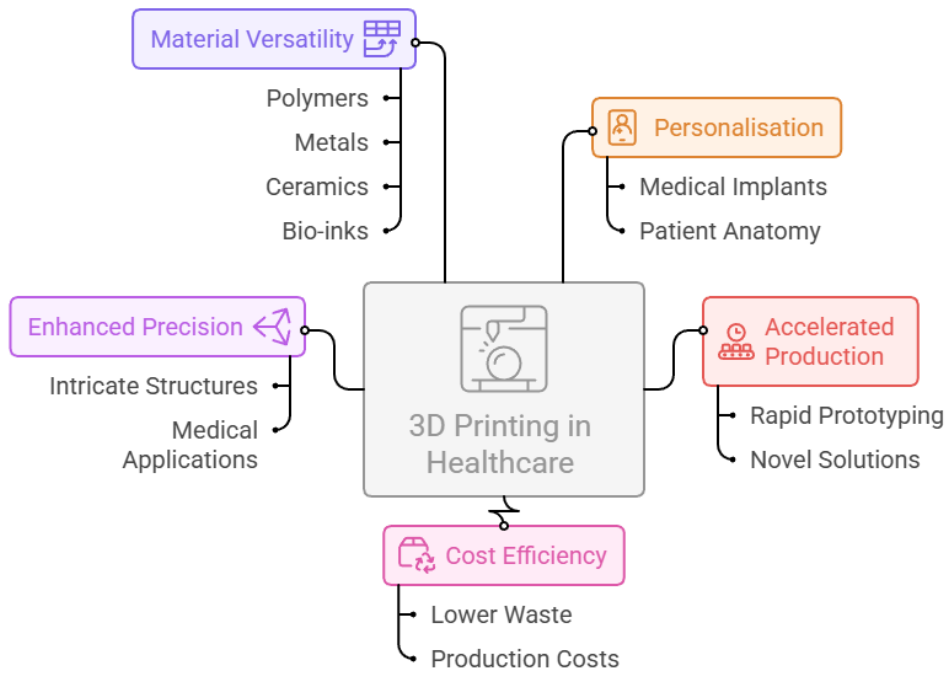 Material Versatility
Polymers
Metals
Ceramics
Bio-inks
Personalisation
Medical Implants
Patient Anatomy
Enhanced Precision
Intricate Structures
Medical
Applications
3D Printing in
Healthcare
Accelerated
Production
Rapid Prototyping
Novel Solutions
Cost Efficiency
Lower Waste
Production Costs